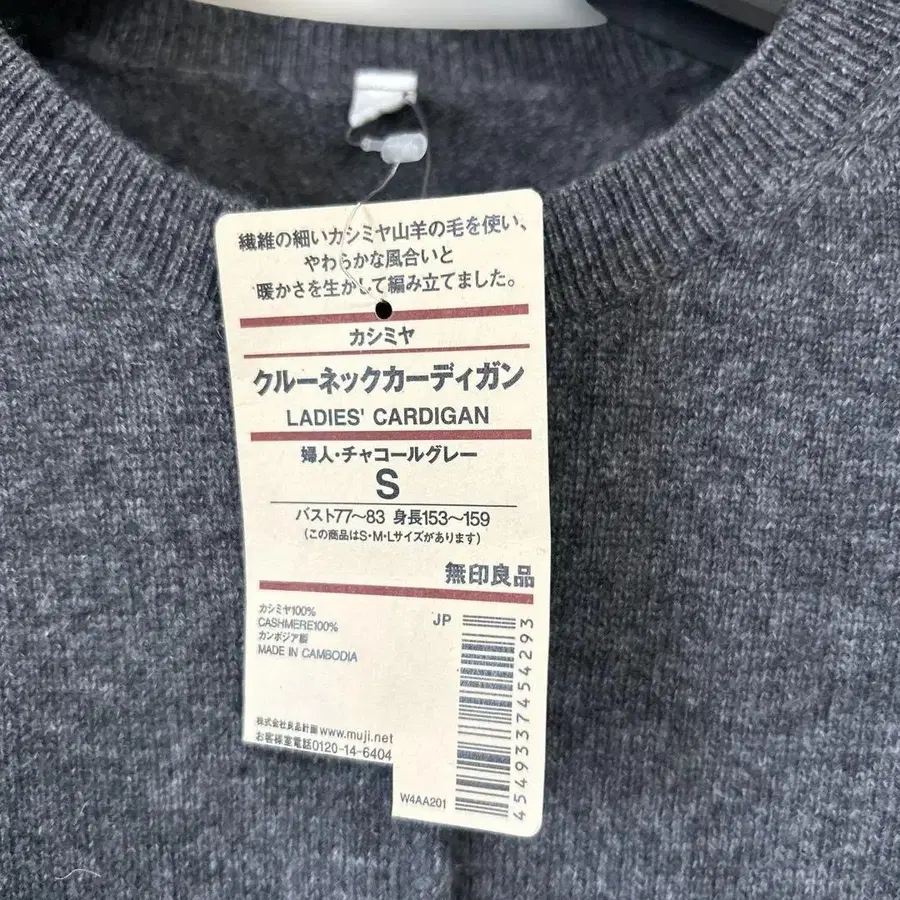 繊維の細いカシミヤ山羊の毛を使い、
やわらかな風合いと
暖かさを生かして編み立てました。
カシミヤ
クルーネックカーディガン
LADIES' CARDIGAN
婦人・チャコールグレー
S
バスト77〜83 身長153〜159
(この商品はS・M・Lサイズがあります)
無印良品
カシミヤ100%
CASHMERE100%
カンボジア製
MADE IN CAMBODIA
JP
4549337454293
株式会社良品計画 www.muji.net
お客様室電話0120-14-6404
W4AA201